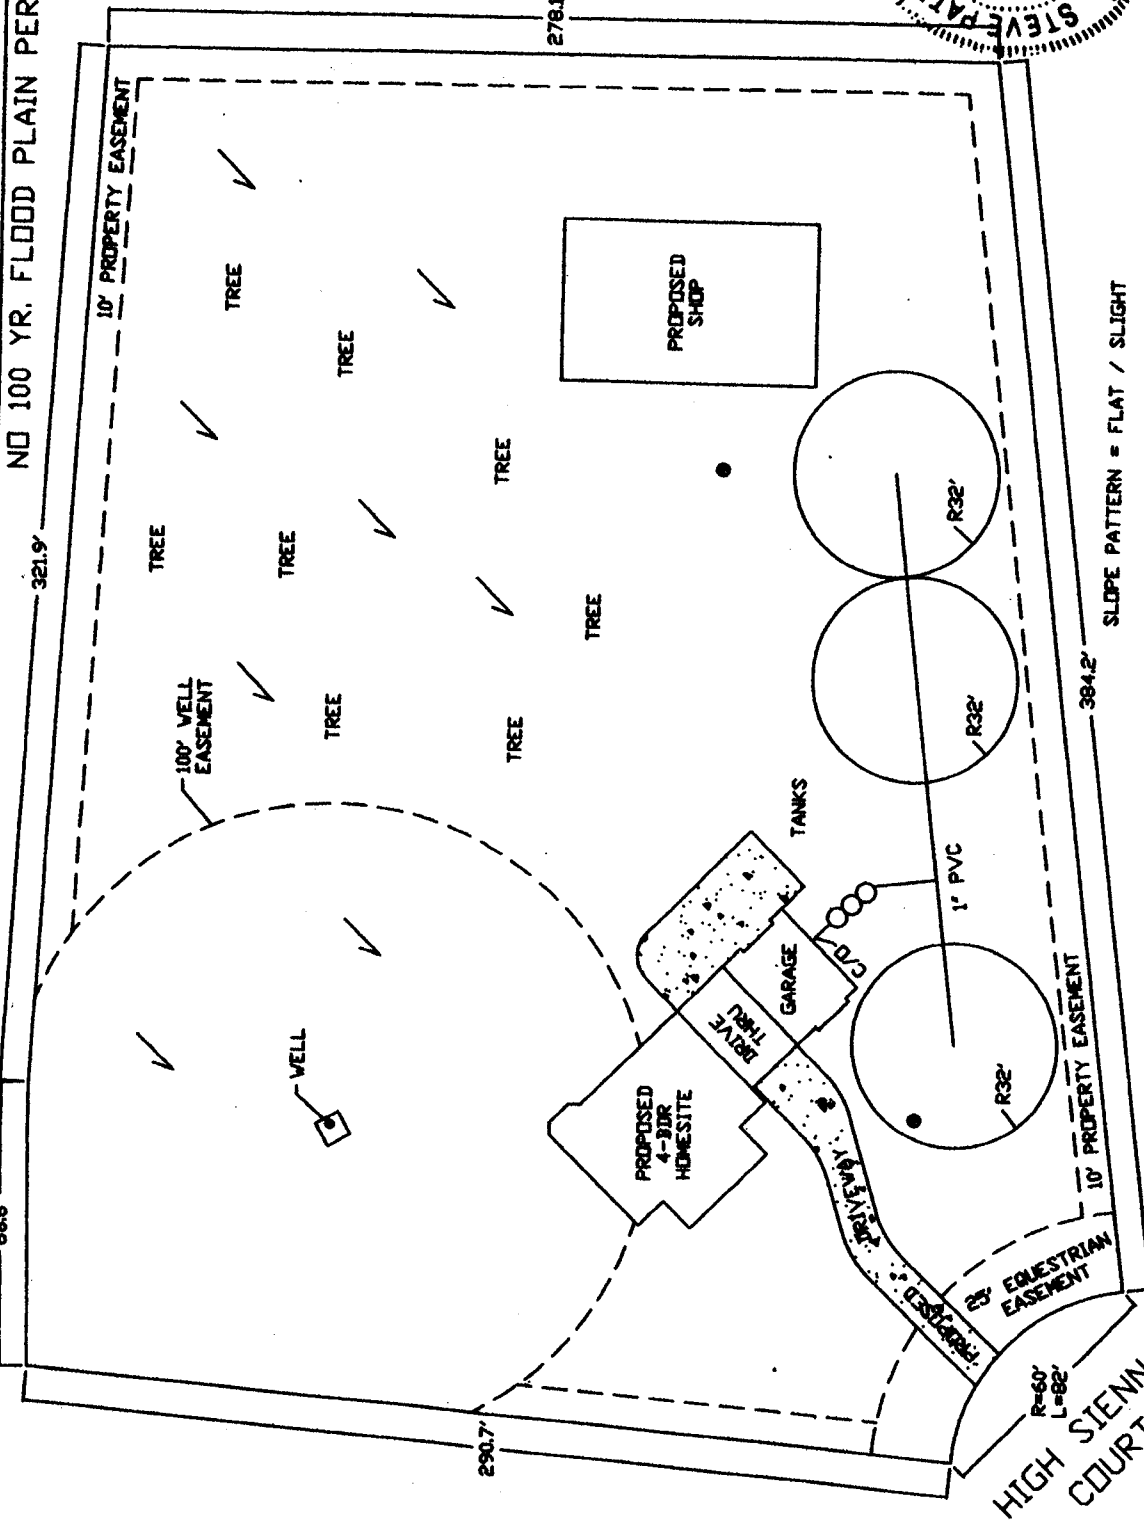 NO 100 YR. FLOOD PLAIN PER
278.
STEVE PAT
321.9'
10' PROPERTY EASEMENT
TREE
TREE
TREE
TREE
TREE
TREE
TREE
TREE
PROPOSED
SHOP
100' WELL
EASEMENT
R32'
R32'
R32'
SLOPE PATTERN = FLAT / SLIGHT
384.2'
TANKS
1" PVC
C/O
GARAGE
DRIVE
THRU
WELL
PROPOSED
4-BDR
HOMESITE
PROPOSED DRIVEWAY
10' PROPERTY EASEMENT
25' EQUESTRIAN
EASEMENT
290.7'
R=60'
L=82'
HIGH SIENN
COURT